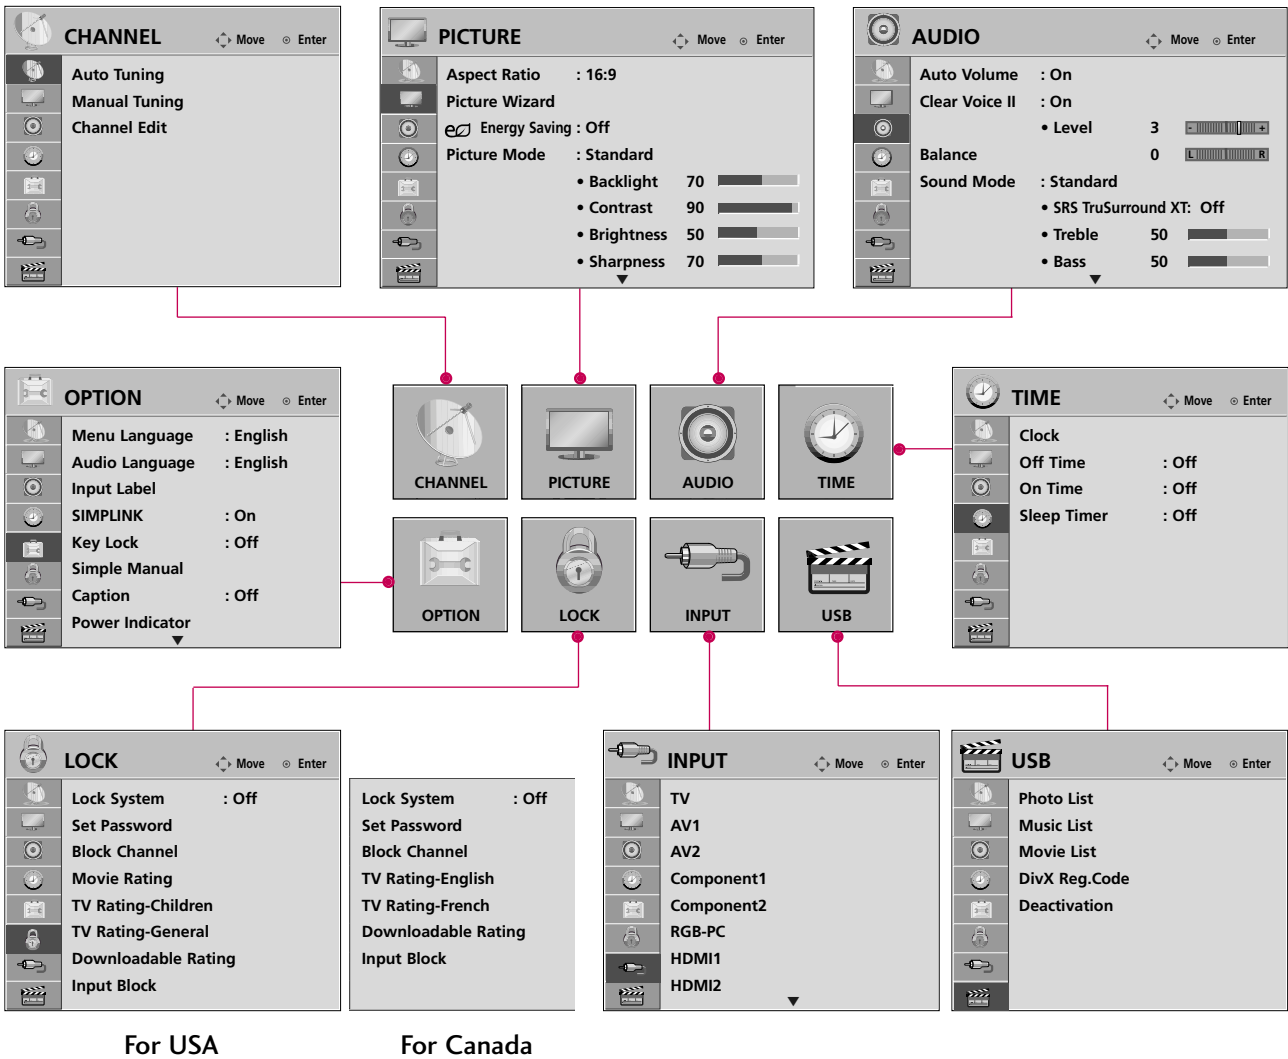 CHANNEL
Move Enter
Auto Tuning
Manual Tuning
Channel Edit
PICTURE
Move Enter
Aspect Ratio : 16:9
Picture Wizard
e Energy Saving : Off
Picture Mode : Standard
• Backlight 70
• Contrast 90
• Brightness 50
• Sharpness 70
AUDIO
Move Enter
Auto Volume : On
Clear Voice II : On
• Level 3 - +
Balance 0 L R
Sound Mode : Standard
• SRS TruSurround XT: Off
• Treble 50
• Bass 50
OPTION
Move Enter
Menu Language : English
Audio Language : English
Input Label
SIMPLINK : On
Key Lock : Off
Simple Manual
Caption : Off
Power Indicator
CHANNEL
PICTURE
AUDIO
TIME
OPTION
LOCK
INPUT
USB
TIME
Move Enter
Clock
Off Time : Off
On Time : Off
Sleep Timer : Off
LOCK
Move Enter
Lock System : Off
Set Password
Block Channel
Movie Rating
TV Rating-Children
TV Rating-General
Downloadable Rating
Input Block
For USA
Lock System : Off
Set Password
Block Channel
TV Rating-English
TV Rating-French
Downloadable Rating
Input Block
For Canada
INPUT
Move Enter
TV
AV1
AV2
Component1
Component2
RGB-PC
HDMI1
HDMI2
USB
Move Enter
Photo List
Music List
Movie List
DivX Reg.Code
Deactivation